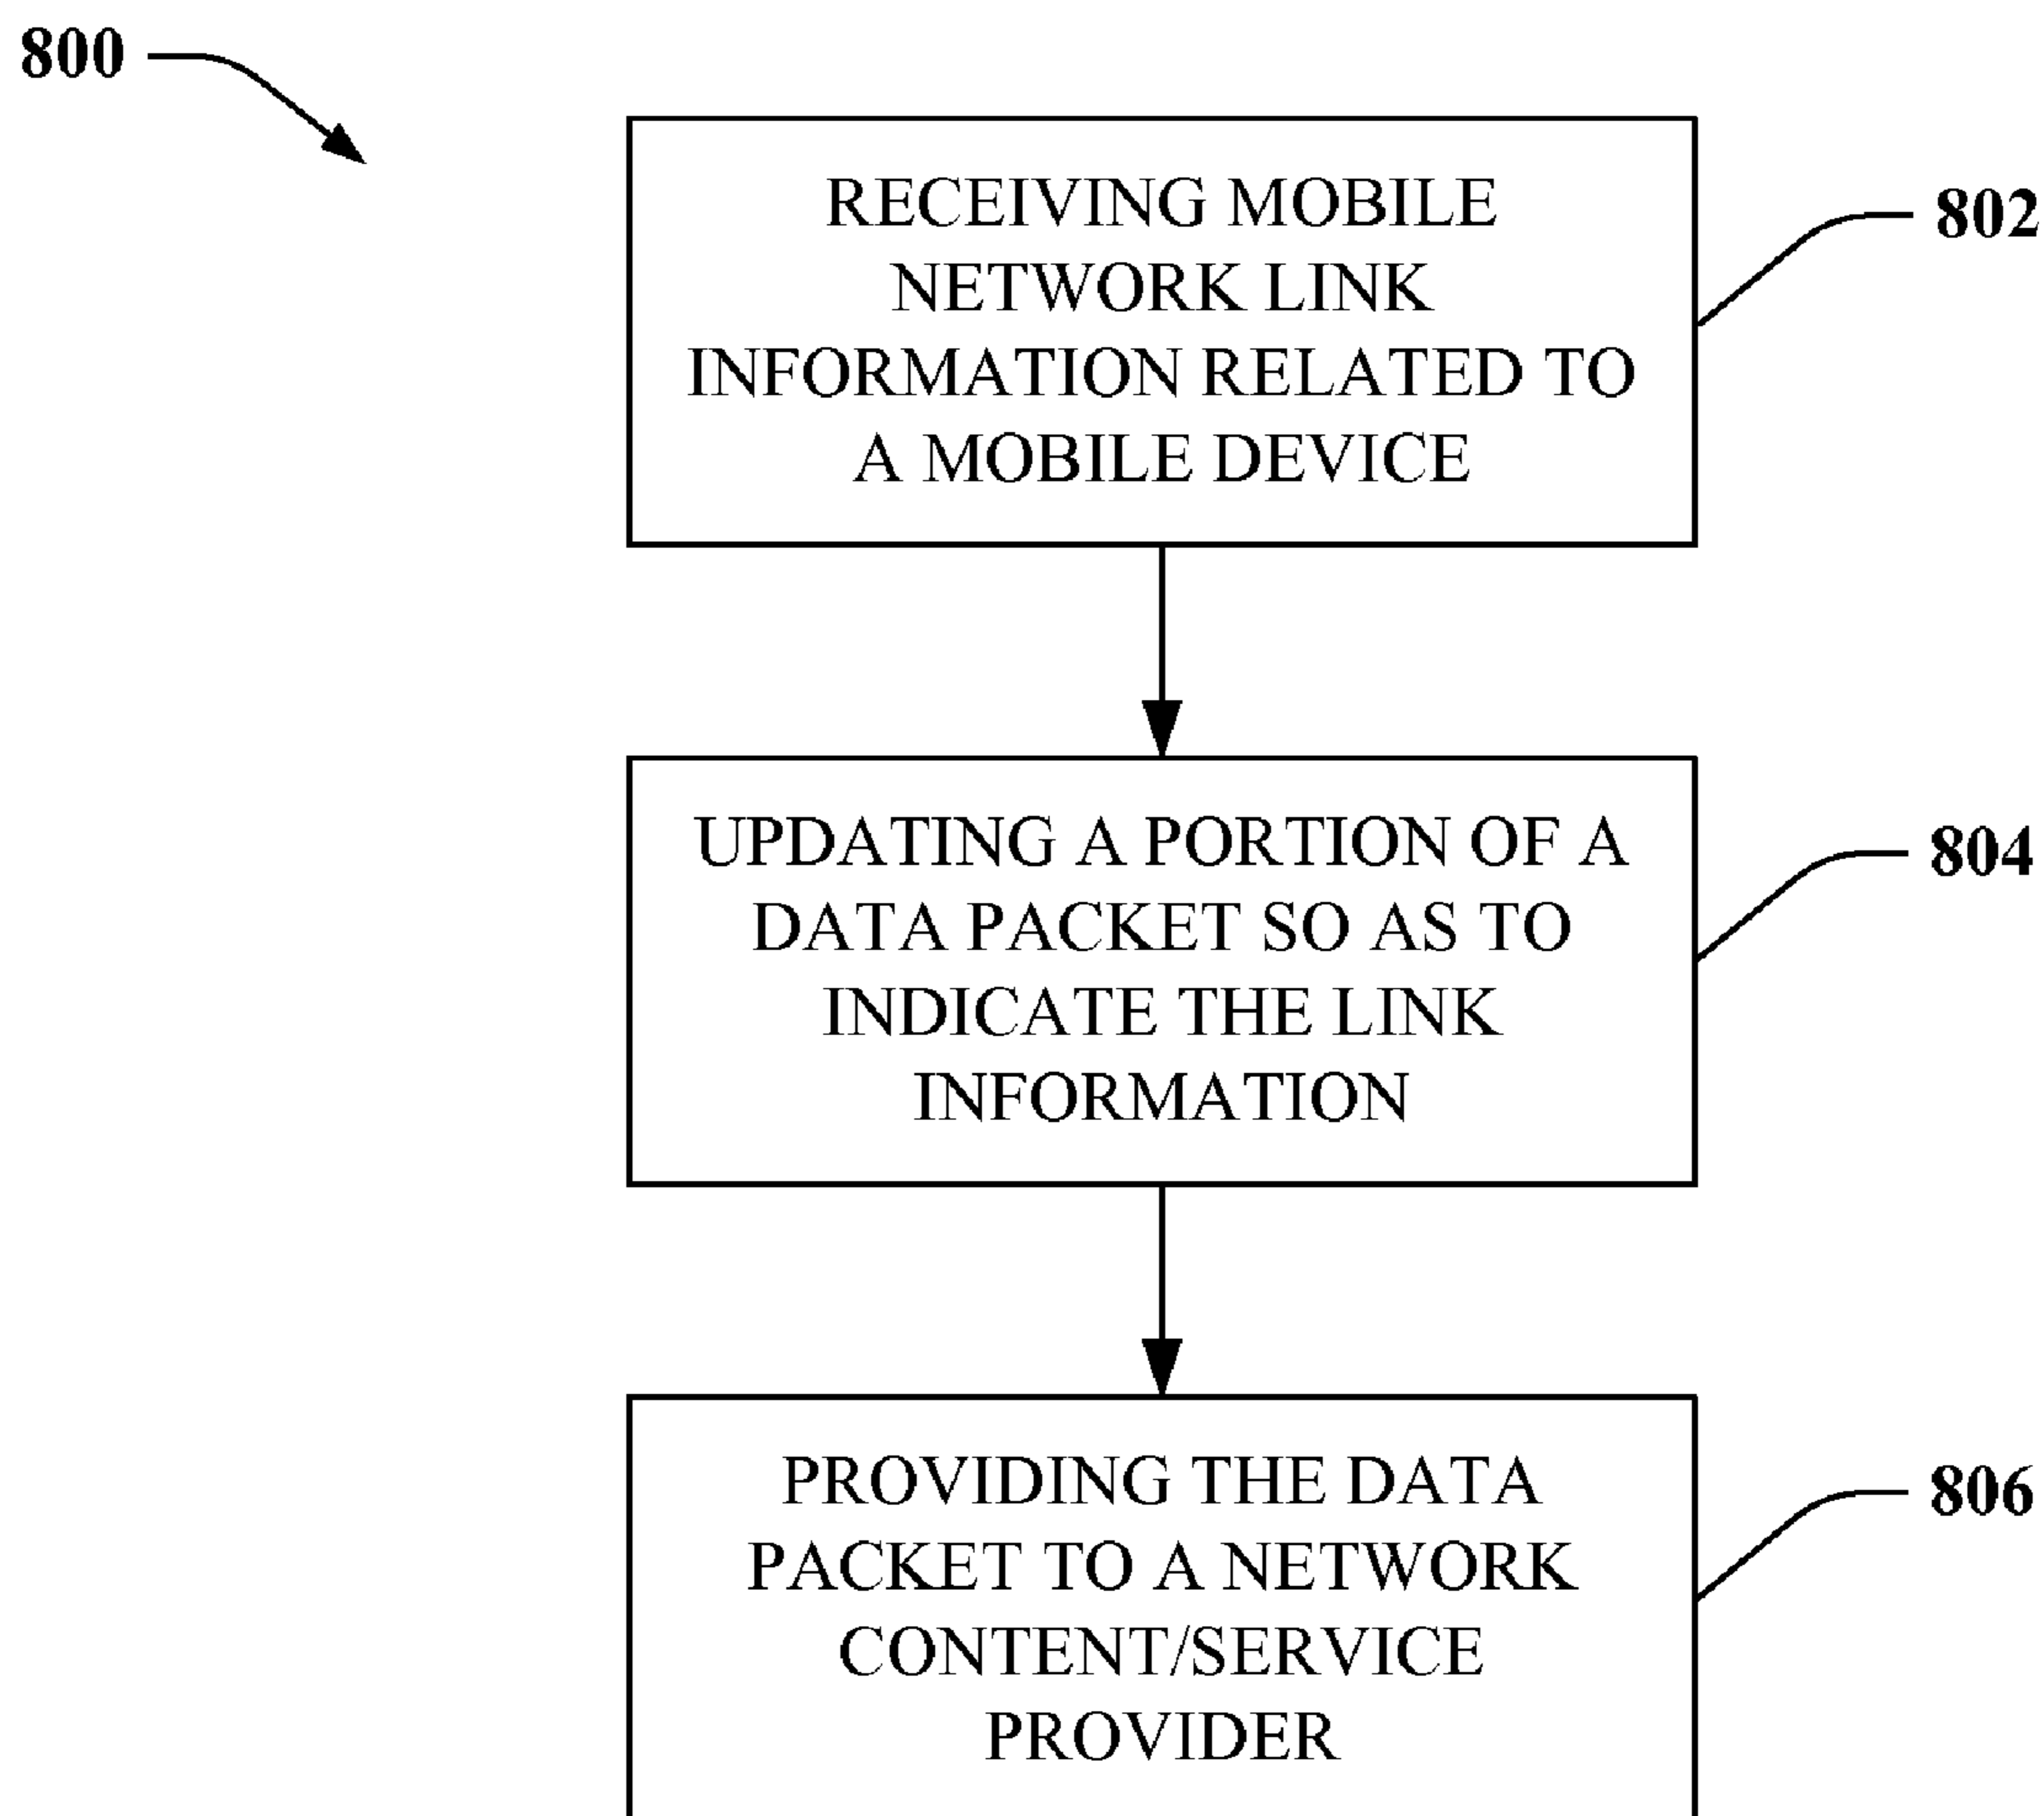 800
RECEIVING MOBILE
NETWORK LINK
INFORMATION RELATED TO
A MOBILE DEVICE
802
UPDATING A PORTION OF A
DATA PACKET SO AS TO
INDICATE THE LINK
INFORMATION
804
PROVIDING THE DATA
PACKET TO A NETWORK
CONTENT/SERVICE
PROVIDER
806